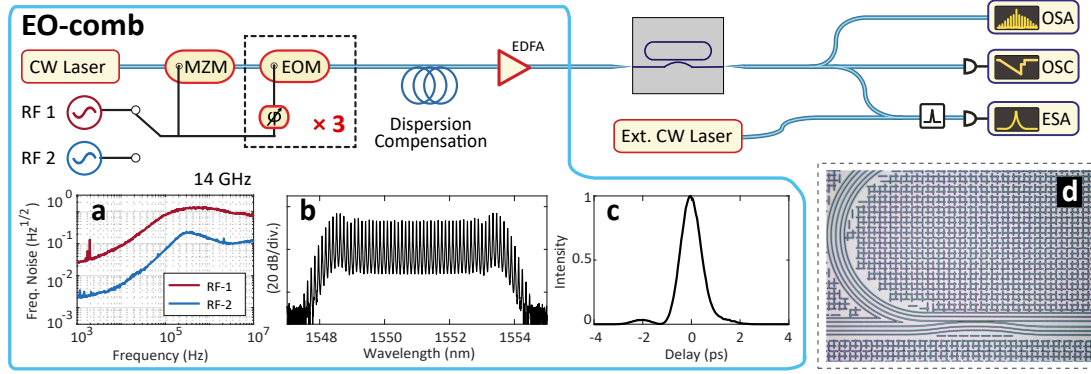 EO-comb
CW Laser
MZM
EOM
φ
× 3
RF 1
RF 2
Dispersion
Compensation
EDFA
Ext. CW Laser
OSA
OSC
ESA
14 GHz
a
Freq. Noise (Hz^1/2)
10^0
10^-1
10^-2
10^-3
RF-1
RF-2
10^3 10^5 10^7
Frequency (Hz)
b
(20 dB/div.)
1548 1550 1552 1554
Wavelength (nm)
c
Intensity
1
0.5
0
-4 -2 0 2 4
Delay (ps)
d